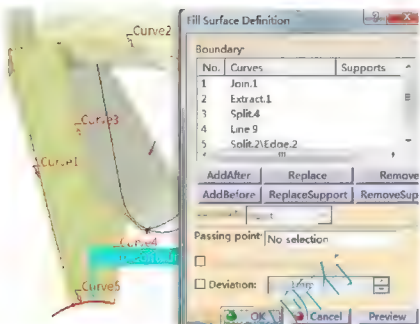 Curve2
Curve3
Curve1
Curve4
Curve5
Fill Surface Definition
Boundary:
No. Curves Supports
1 Join.1
2 Extract.1
3 Split.4
4 Line 9
5 Split.2\Edge.2
AddAfter Replace Remove
AddBefore ReplaceSupport RemoveSup
Passing point: No selection
Deviation:
OK Cancel Preview